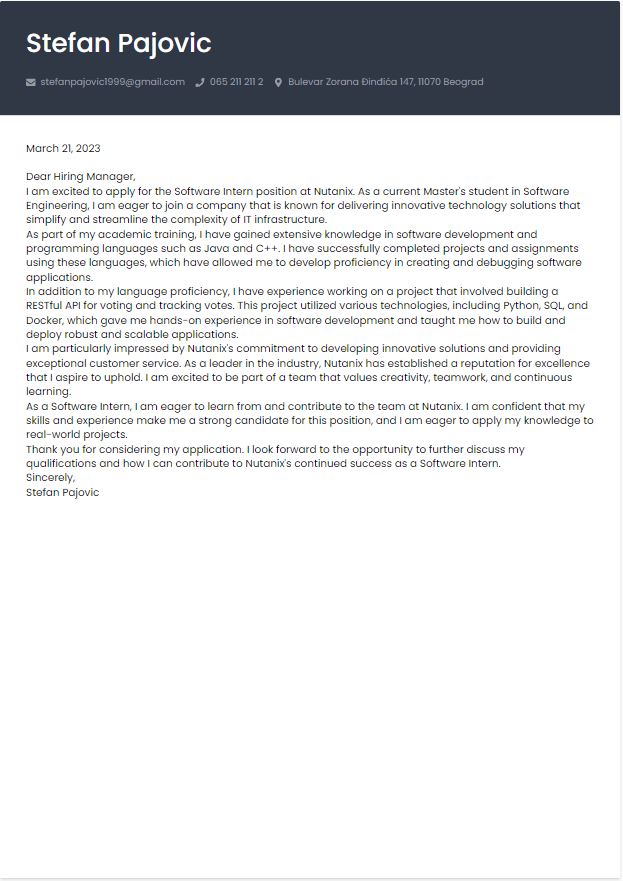 Stefan Pajovic
stefanpajovic1999@gmail.com 065 211 211 2 Bulevar Zorana Đinđića 147, 11070 Beograd
March 21, 2023
Dear Hiring Manager,
I am excited to apply for the Software Intern position at Nutanix. As a current Master's student in Software
Engineering, I am eager to join a company that is known for delivering innovative technology solutions that
simplify and streamline the complexity of IT infrastructure.
As part of my academic training, I have gained extensive knowledge in software development and
programming languages such as Java and C++. I have successfully completed projects and assignments
using these languages, which have allowed me to develop proficiency in creating and debugging software
applications.
In addition to my language proficiency, I have experience working on a project that involved building a
RESTful API for voting and tracking votes. This project utilized various technologies, including Python, SQL, and
Docker, which gave me hands-on experience in software development and taught me how to build and
deploy robust and scalable applications.
I am particularly impressed by Nutanix's commitment to developing innovative solutions and providing
exceptional customer service. As a leader in the industry, Nutanix has established a reputation for excellence
that I aspire to uphold. I am excited to be part of a team that values creativity, teamwork, and continuous
learning.
As a Software Intern, I am eager to learn from and contribute to the team at Nutanix. I am confident that my
skills and experience make me a strong candidate for this position, and I am eager to apply my knowledge to
real-world projects.
Thank you for considering my application. I look forward to the opportunity to further discuss my
qualifications and how I can contribute to Nutanix's continued success as a Software Intern.
Sincerely,
Stefan Pajovic